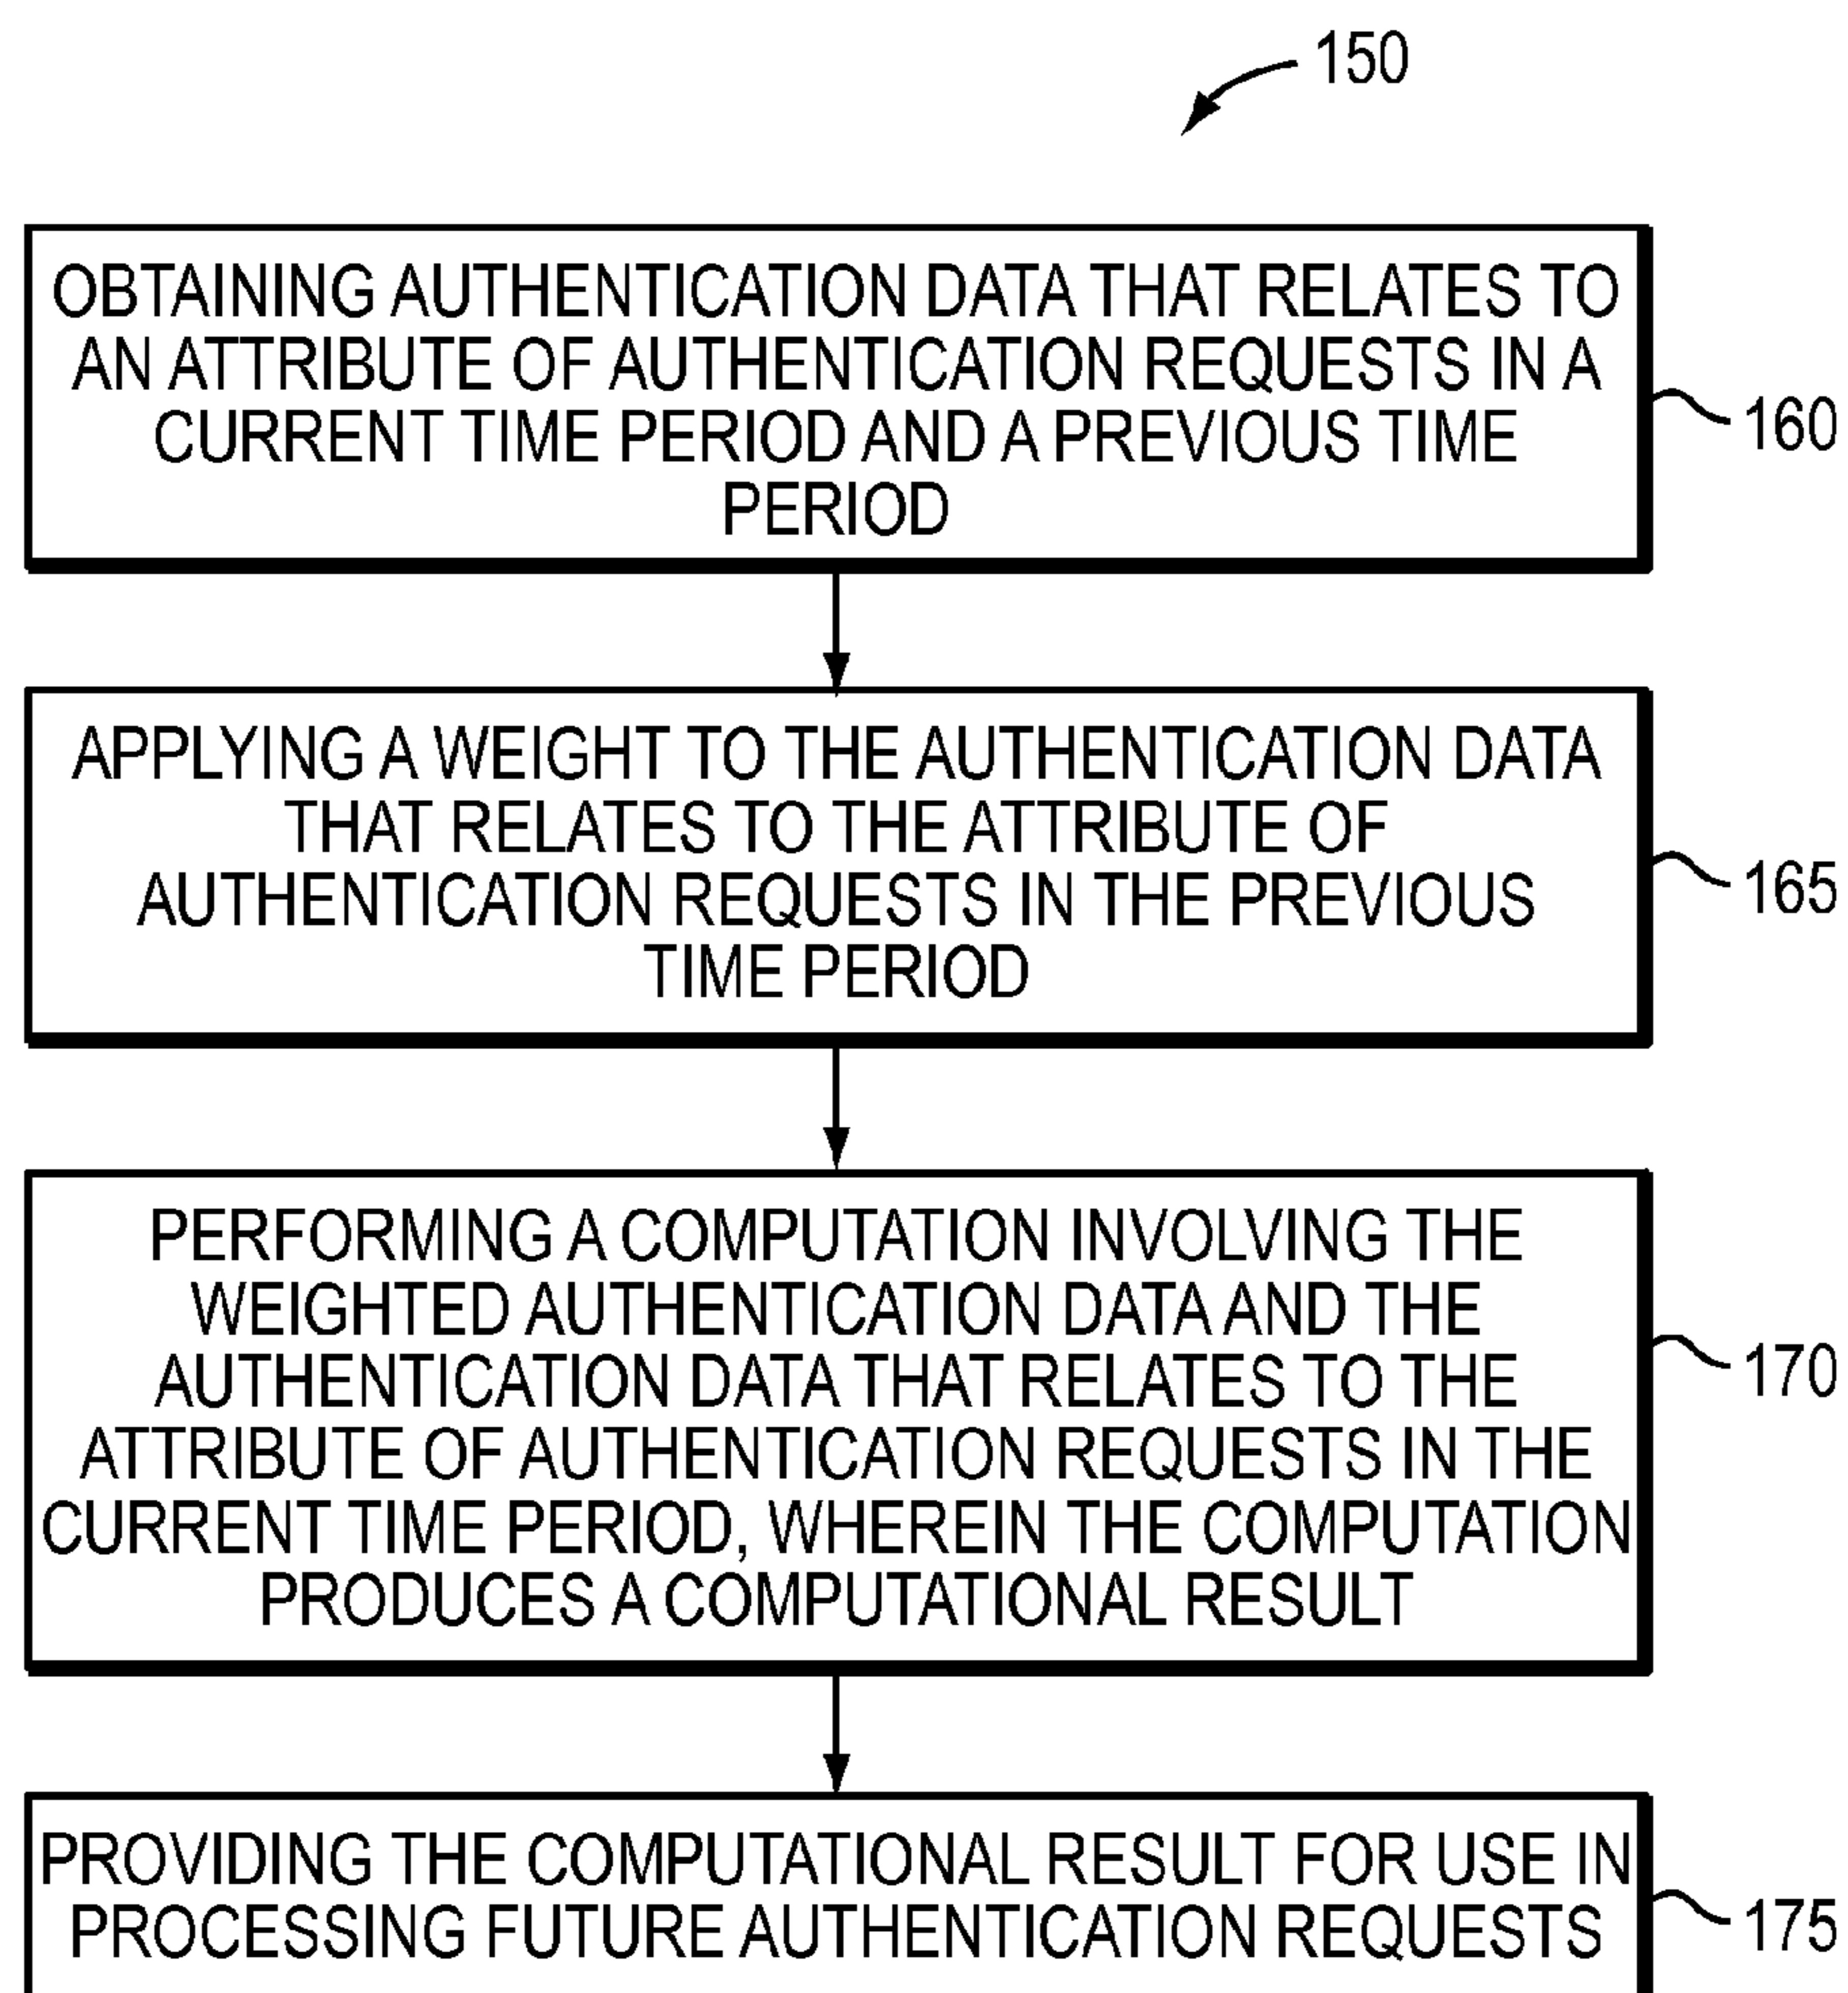 150
OBTAINING AUTHENTICATION DATA THAT RELATES TO
AN ATTRIBUTE OF AUTHENTICATION REQUESTS IN A
CURRENT TIME PERIOD AND A PREVIOUS TIME
PERIOD
160
APPLYING A WEIGHT TO THE AUTHENTICATION DATA
THAT RELATES TO THE ATTRIBUTE OF
AUTHENTICATION REQUESTS IN THE PREVIOUS
TIME PERIOD
165
PERFORMING A COMPUTATION INVOLVING THE
WEIGHTED AUTHENTICATION DATA AND THE
AUTHENTICATION DATA THAT RELATES TO THE
ATTRIBUTE OF AUTHENTICATION REQUESTS IN THE
CURRENT TIME PERIOD, WHEREIN THE COMPUTATION
PRODUCES A COMPUTATIONAL RESULT
170
PROVIDING THE COMPUTATIONAL RESULT FOR USE IN
PROCESSING FUTURE AUTHENTICATION REQUESTS
175